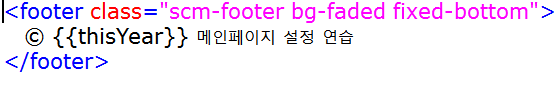 <footer class="scm-footer bg-faded fixed-bottom">
© {{thisYear}} 메인페이지 설정 연습
</footer>